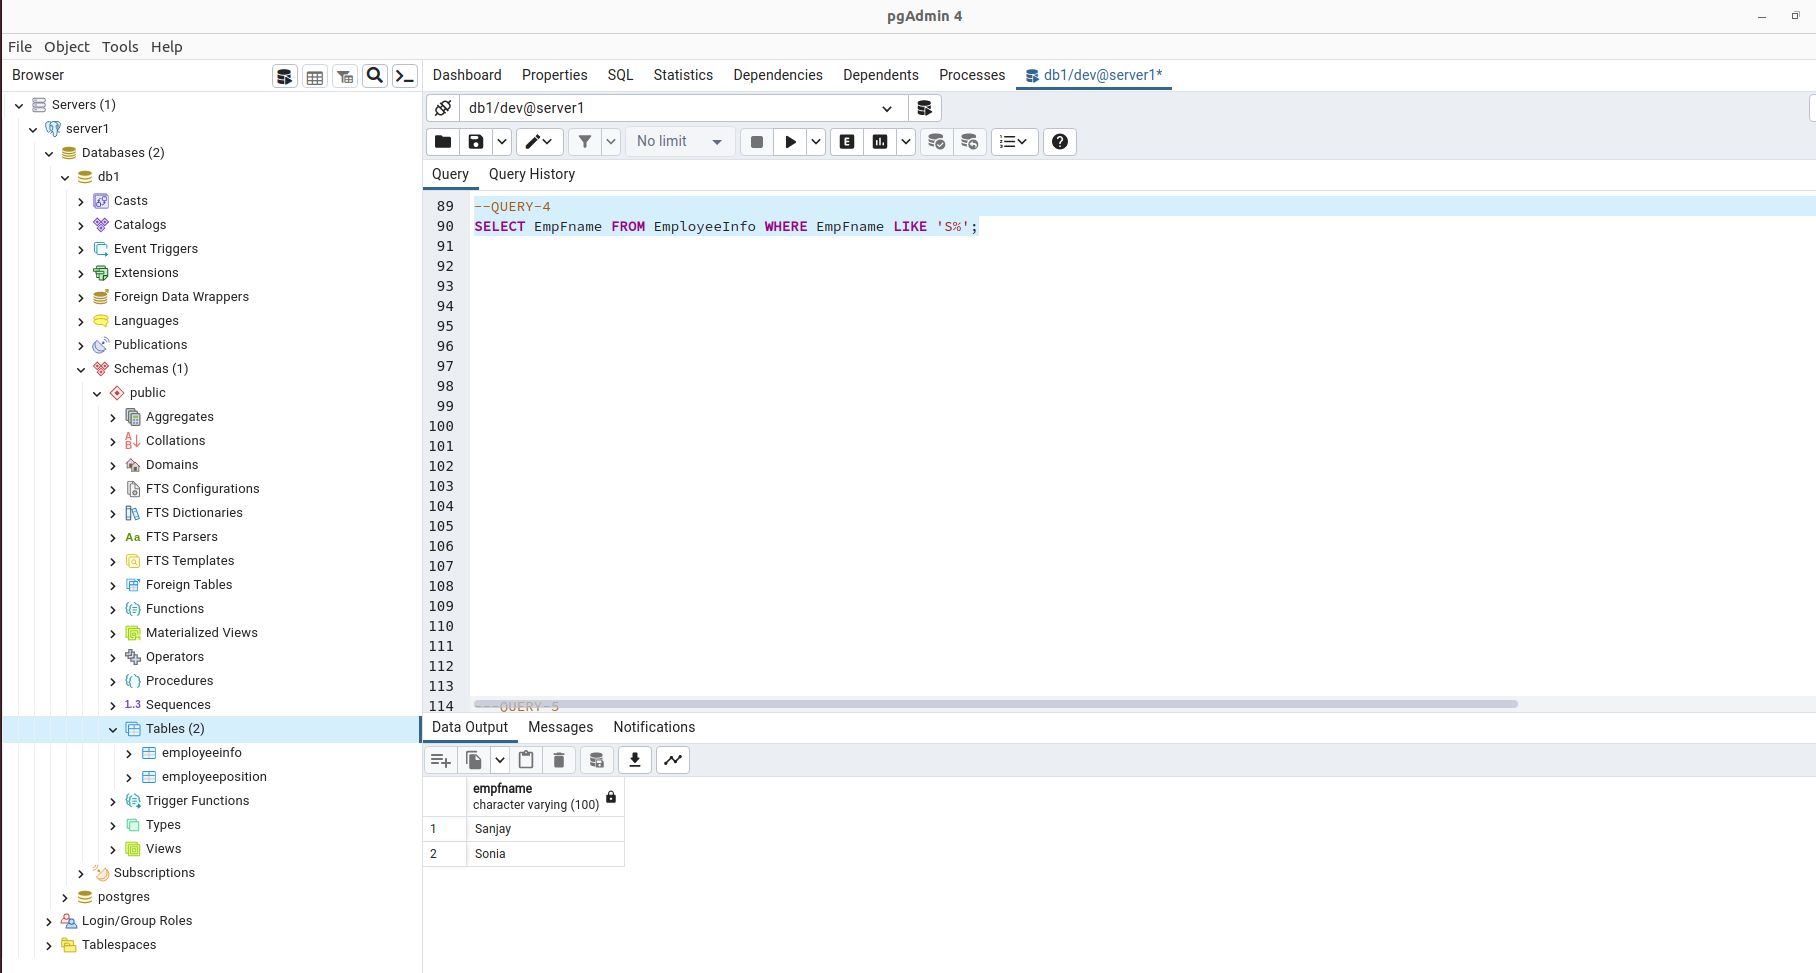 pgAdmin 4
File Object Tools Help
Browser
Servers (1)
server1
Databases (2)
db1
Casts
Catalogs
Event Triggers
Extensions
Foreign Data Wrappers
Languages
Publications
Schemas (1)
public
Aggregates
Collations
Domains
FTS Configurations
FTS Dictionaries
Aa FTS Parsers
FTS Templates
Foreign Tables
Functions
Materialized Views
Operators
Procedures
1.3 Sequences
Tables (2)
employeeinfo
employeeposition
Trigger Functions
Types
Views
Subscriptions
postgres
Login/Group Roles
Tablespaces
Dashboard Properties SQL Statistics Dependencies Dependents Processes db1/dev@server1*
db1/dev@server1
No limit E
Query Query History
89 --QUERY-4
90 SELECT EmpFname FROM EmployeeInfo WHERE EmpFname LIKE 'S%';
91
92
93
94
95
96
97
98
99
100
101
102
103
104
105
106
107
108
109
110
111
112
113
114 ---QUERY-5
Data Output Messages Notifications
empfname
character varying (100)
1 Sanjay
2 Sonia